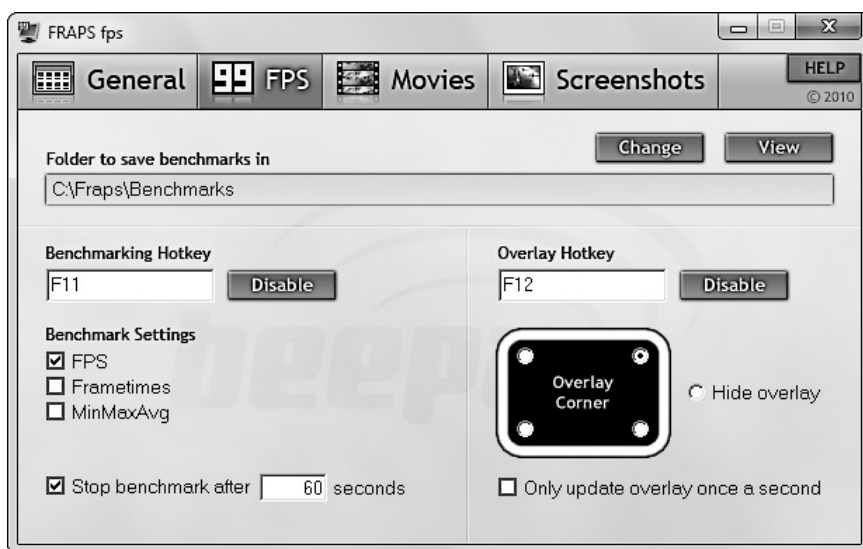 FRAPS fps
General
99 FPS
Movies
Screenshots
HELP
© 2010
Folder to save benchmarks in
Change
View
C:\Fraps\Benchmarks
Benchmarking Hotkey
F11
Disable
Overlay Hotkey
F12
Disable
Benchmark Settings
FPS
Frametimes
MinMaxAvg
Overlay
Corner
Hide overlay
Stop benchmark after 60 seconds
Only update overlay once a second